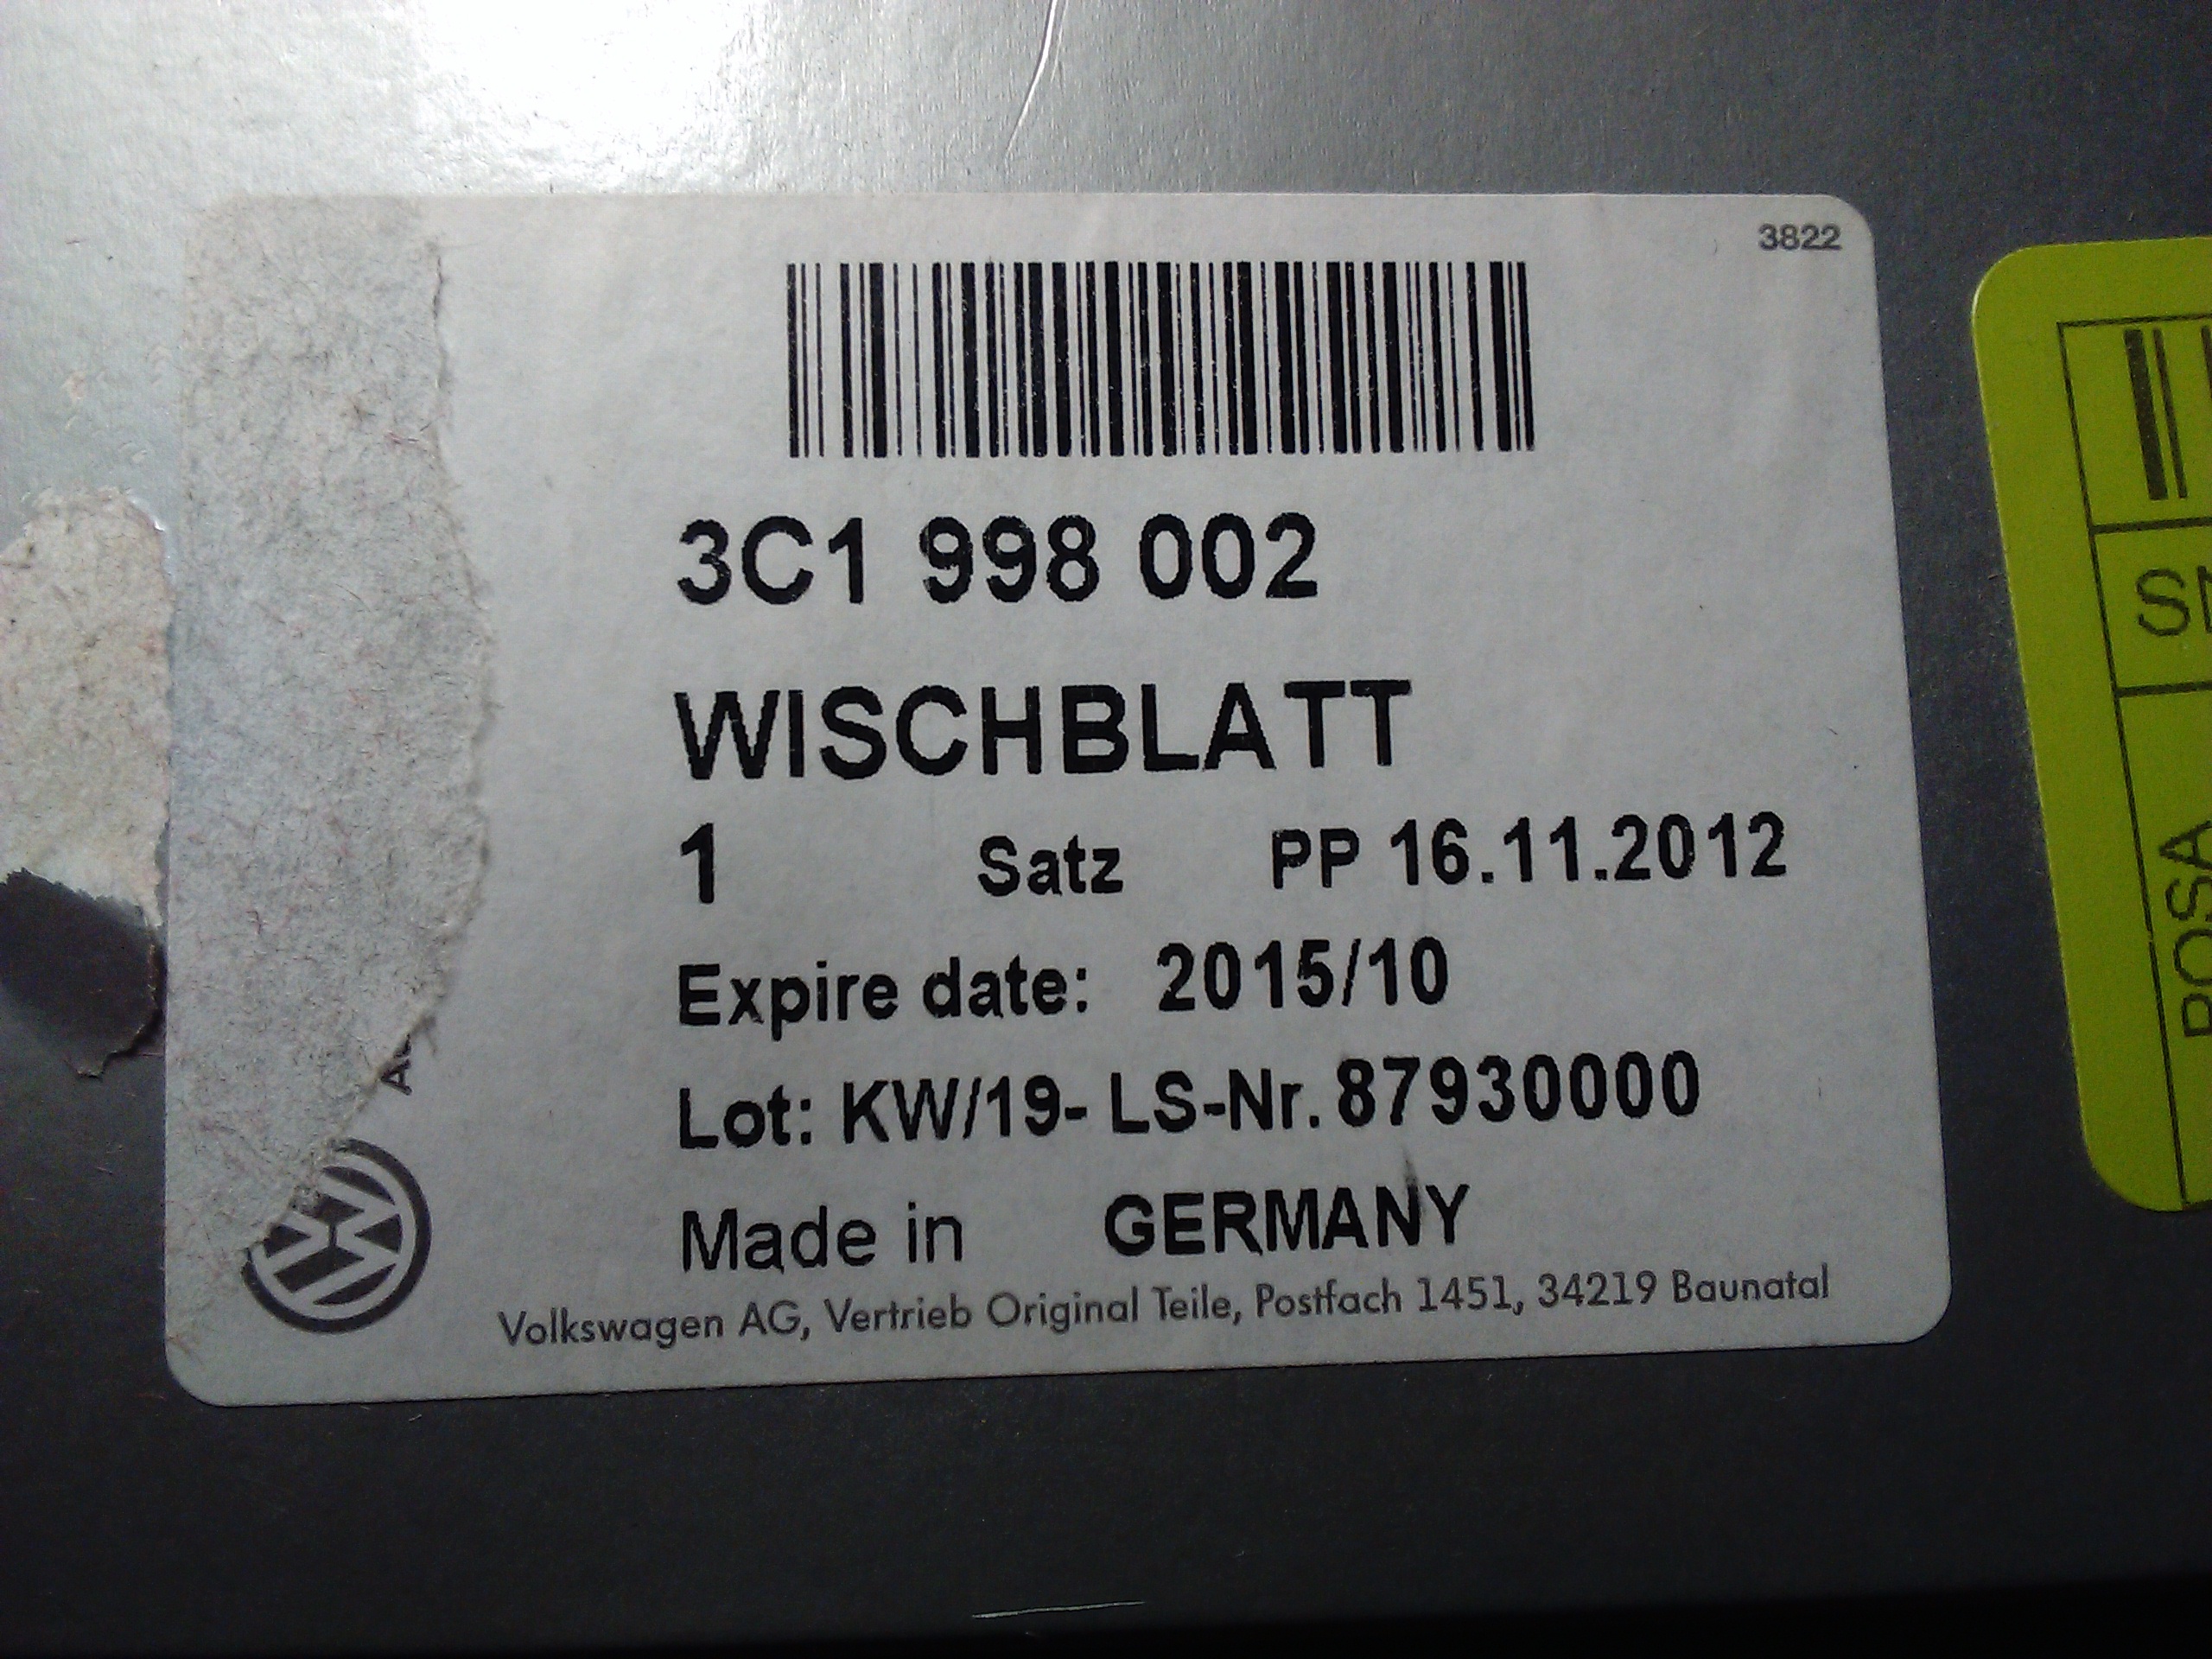 3822
3C1 998 002
WISCHBLATT
1 Satz PP 16.11.2012
Expire date: 2015/10
Lot: KW/19- LS-Nr. 87930000
Made in GERMANY
Volkswagen AG, Vertrieb Original Teile, Postfach 1451, 34219 Baunatal
POSA